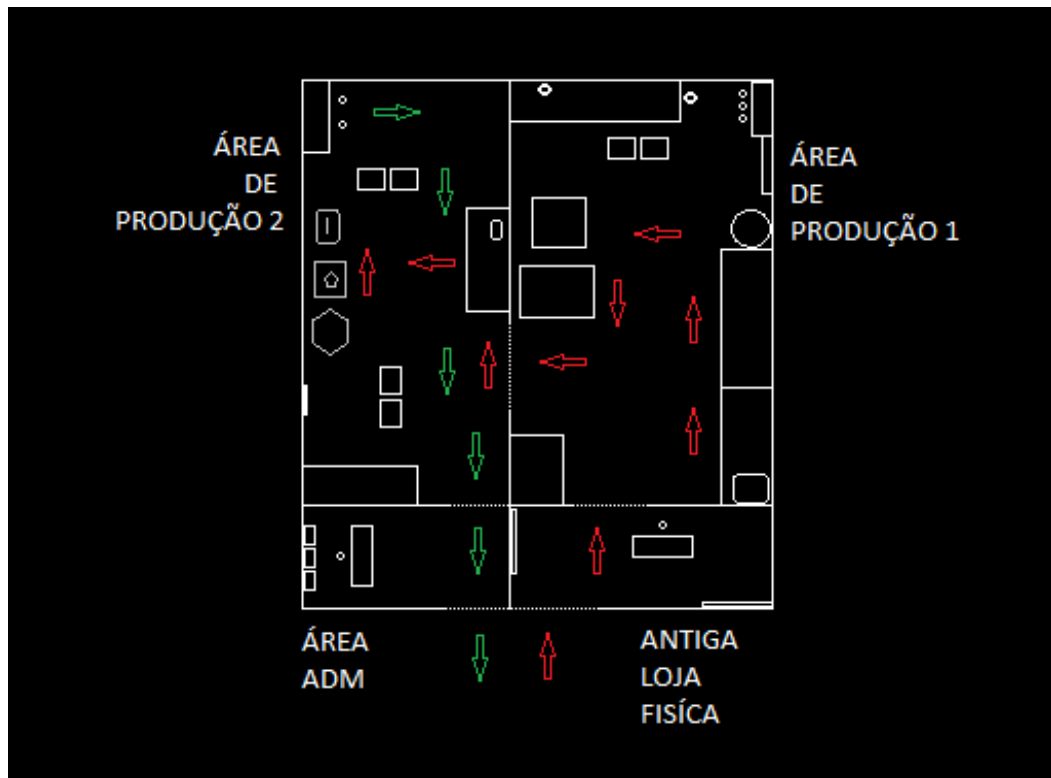 ÁREA
DE
PRODUÇÃO 2
ÁREA
DE
PRODUÇÃO 1
ÁREA
ADM
ANTIGA
LOJA
FISÍCA